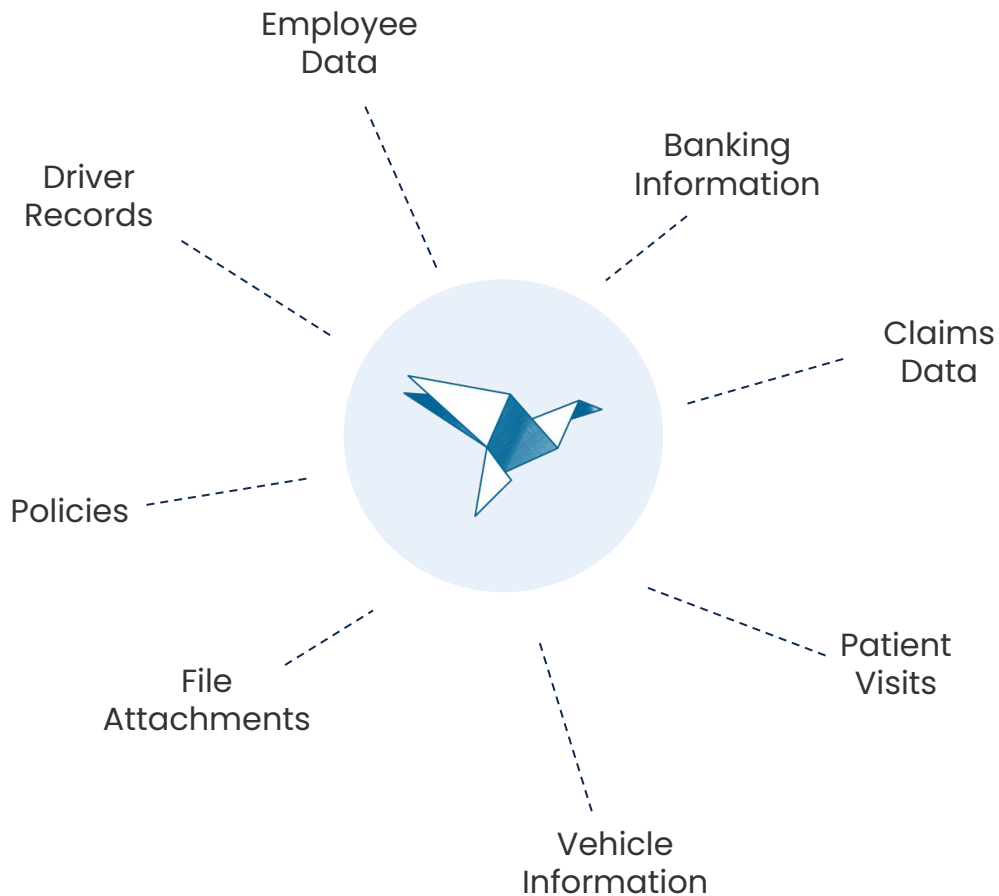 Employee
Data
Banking
Information
Driver
Records
Claims
Data
Policies
Patient
Visits
File
Attachments
Vehicle
Information